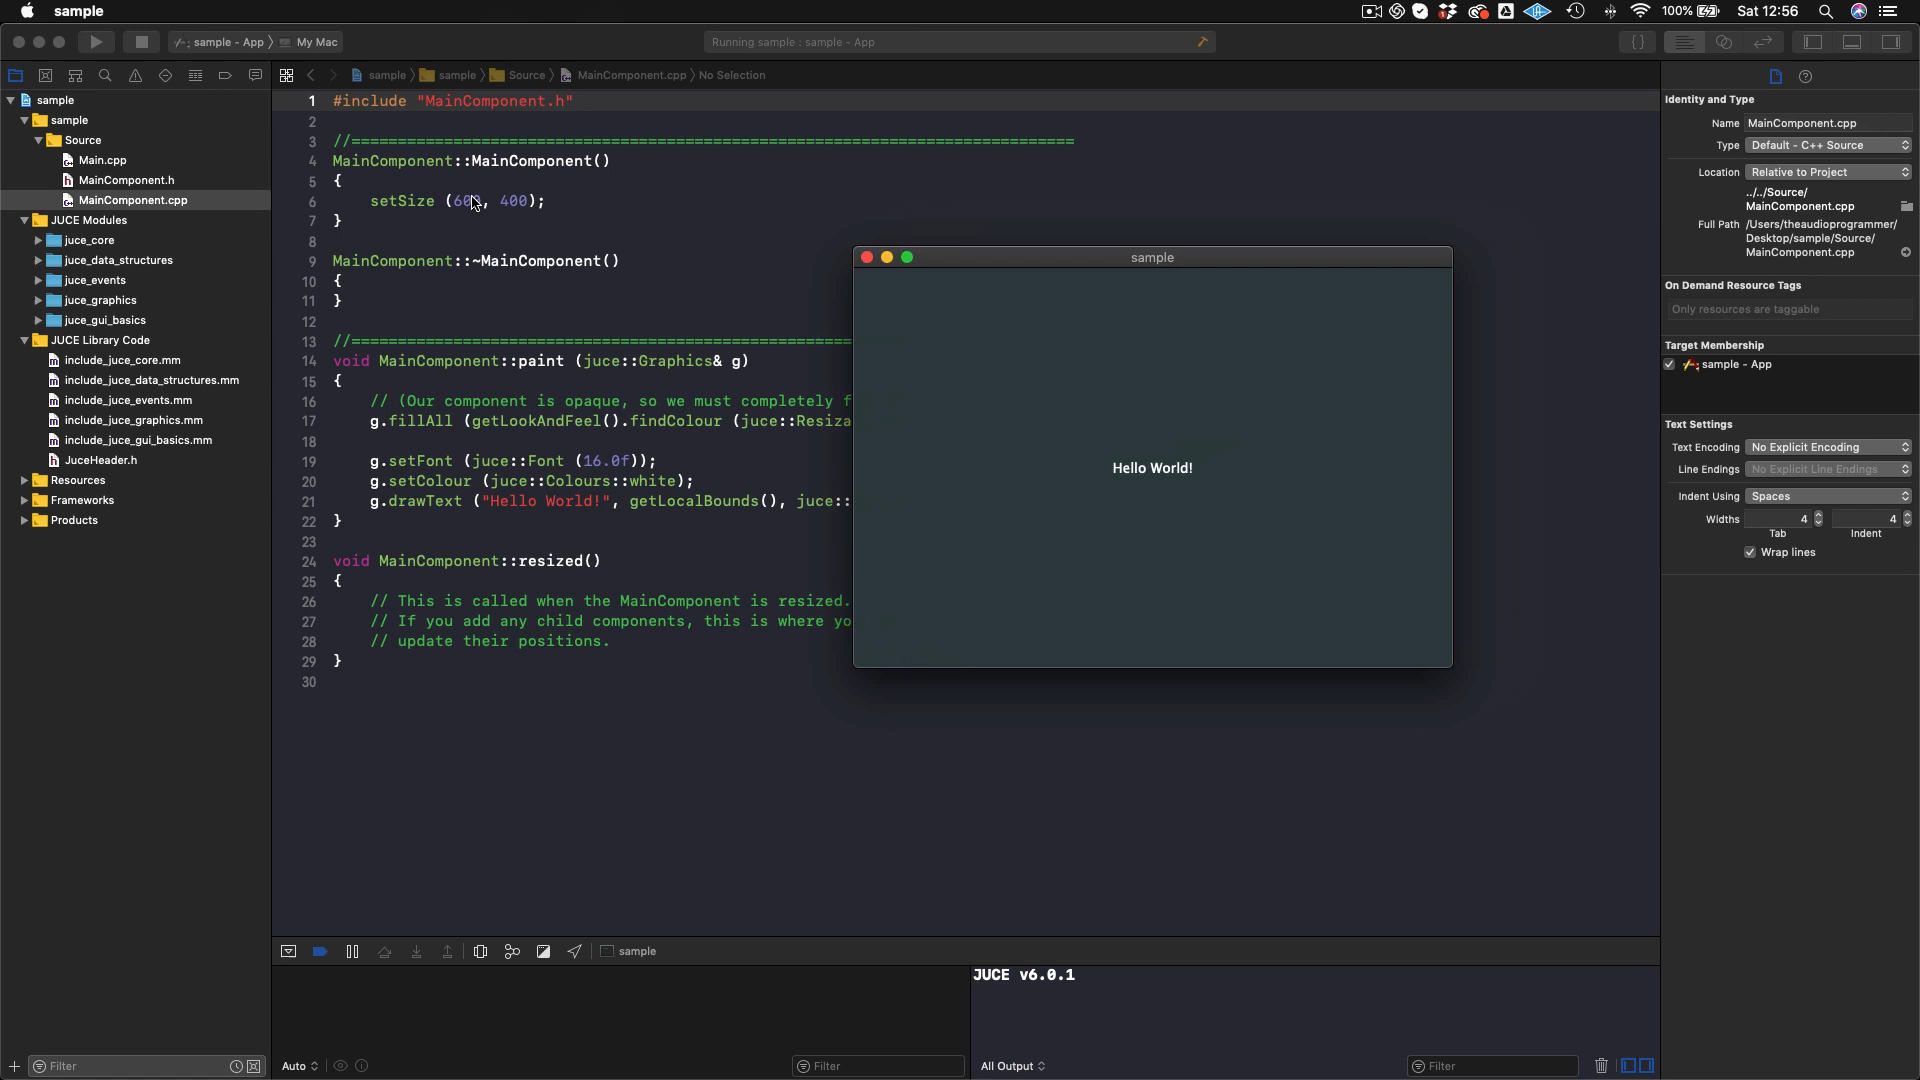 sample
100%
Sat 12:56
sample - App
My Mac
Running sample : sample - App
sample
sample
Source
MainComponent.cpp
No Selection
sample
sample
Source
Main.cpp
MainComponent.h
MainComponent.cpp
JUCE Modules
juce_core
juce_data_structures
juce_events
juce_graphics
juce_gui_basics
JUCE Library Code
include_juce_core.mm
include_juce_data_structures.mm
include_juce_events.mm
include_juce_graphics.mm
include_juce_gui_basics.mm
JuceHeader.h
Resources
Frameworks
Products
Filter
1 #include "MainComponent.h"
2
3 //==============================================================================
4 MainComponent::MainComponent()
5 {
6 setSize (600, 400);
7 }
8
9 MainComponent::~MainComponent()
10 {
11 }
12
13 //==============================================================================
14 void MainComponent::paint (juce::Graphics& g)
15 {
16 // (Our component is opaque, so we must completely f
17 g.fillAll (getLookAndFeel().findColour (juce::Resiza
18
19 g.setFont (juce::Font (16.0f));
20 g.setColour (juce::Colours::white);
21 g.drawText ("Hello World!", getLocalBounds(), juce::
22 }
23
24 void MainComponent::resized()
25 {
26 // This is called when the MainComponent is resized.
27 // If you add any child components, this is where yo
28 // update their positions.
29 }
30
sample
Hello World!
sample
JUCE v6.0.1
Auto
Filter
All Output
Filter
Identity and Type
Name MainComponent.cpp
Type Default - C++ Source
Location Relative to Project
../../Source/
MainComponent.cpp
Full Path /Users/theaudioprogrammer/
Desktop/sample/Source/
MainComponent.cpp
On Demand Resource Tags
Only resources are taggable
Target Membership
sample - App
Text Settings
Text Encoding No Explicit Encoding
Line Endings No Explicit Line Endings
Indent Using Spaces
Widths 4 4
Tab Indent
Wrap lines